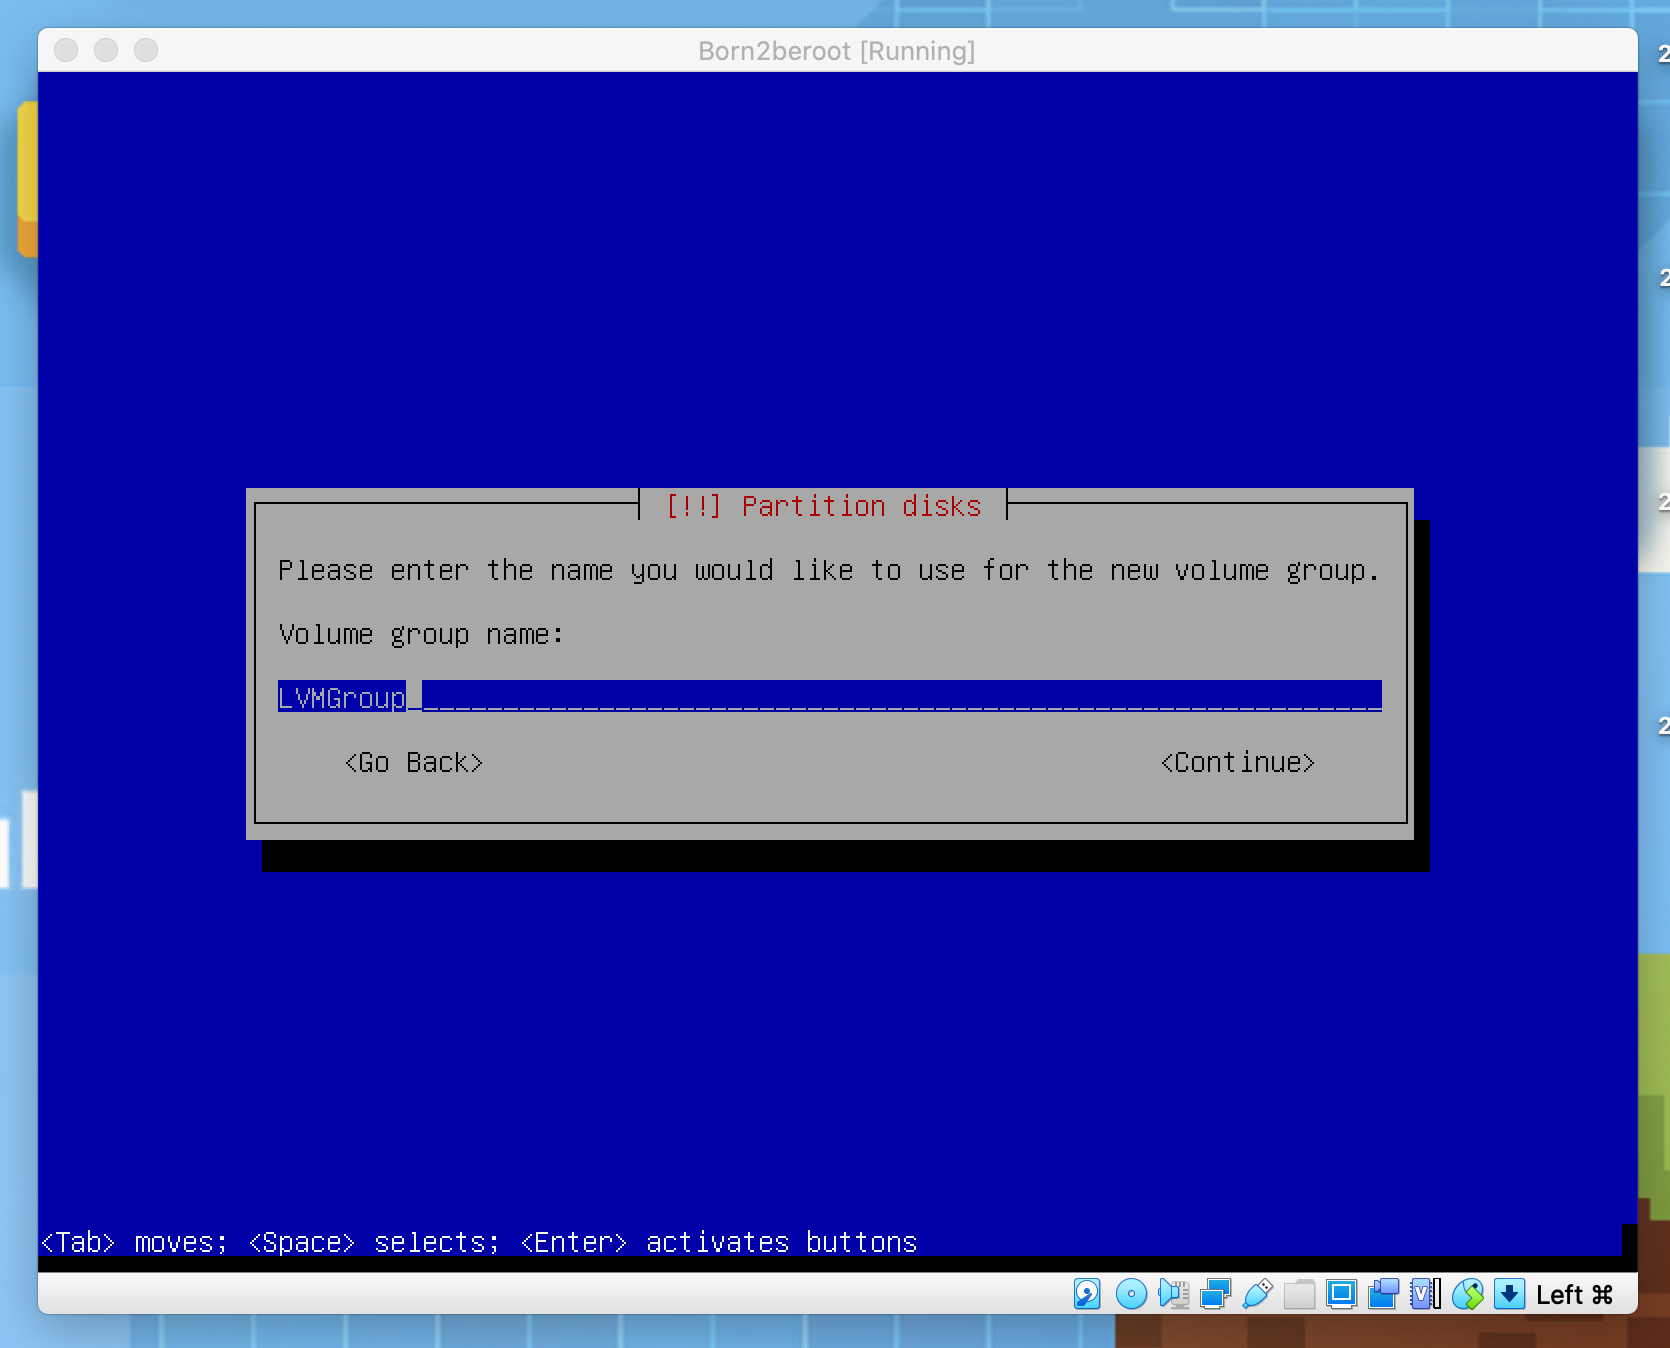 Born2beroot [Running]
[!!] Partition disks
Please enter the name you would like to use for the new volume group.
Volume group name:
LVMGroup
<Go Back> <Continue>
<Tab> moves; <Space> selects; <Enter> activates buttons
Left ⌘